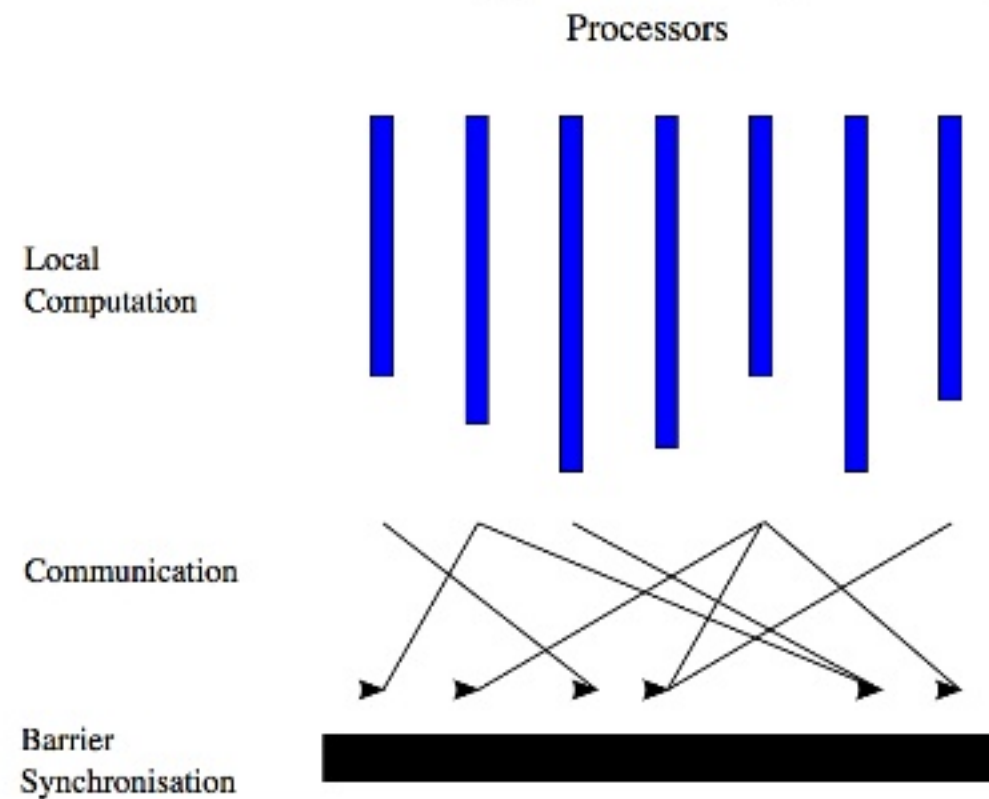 Processors
Local
Computation
Communication
Barrier
Synchronisation